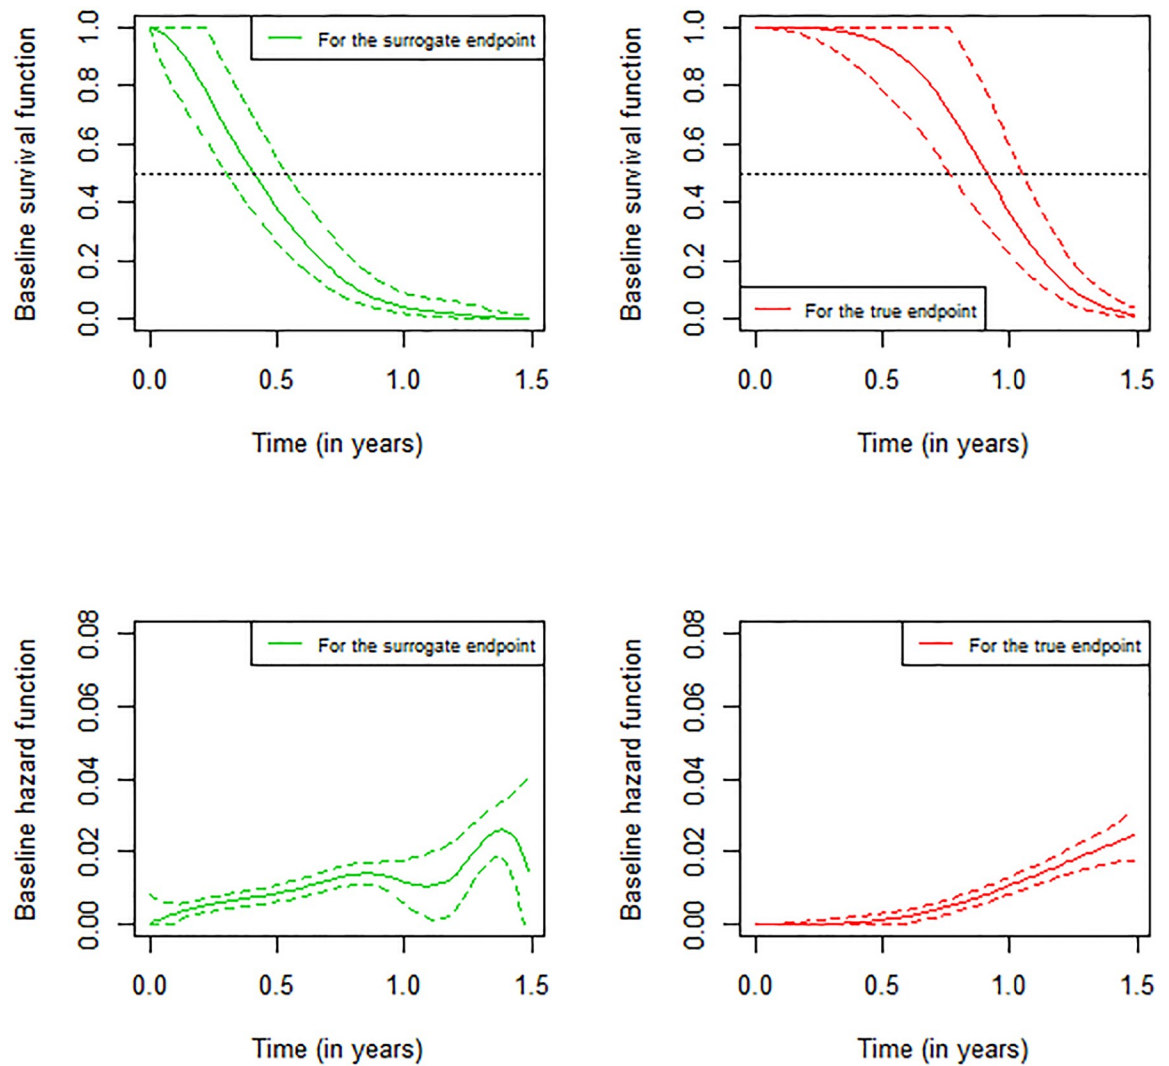 Baseline survival function
1.0
0.8
0.6
0.4
0.2
0.0
For the surrogate endpoint
0.0 0.5 1.0 1.5
Time (in years)
Baseline survival function
1.0
0.8
0.6
0.4
0.2
0.0
For the true endpoint
0.0 0.5 1.0 1.5
Time (in years)
Baseline hazard function
0.08
0.06
0.04
0.02
0.00
For the surrogate endpoint
0.0 0.5 1.0 1.5
Time (in years)
Baseline hazard function
0.08
0.06
0.04
0.02
0.00
For the true endpoint
0.0 0.5 1.0 1.5
Time (in years)